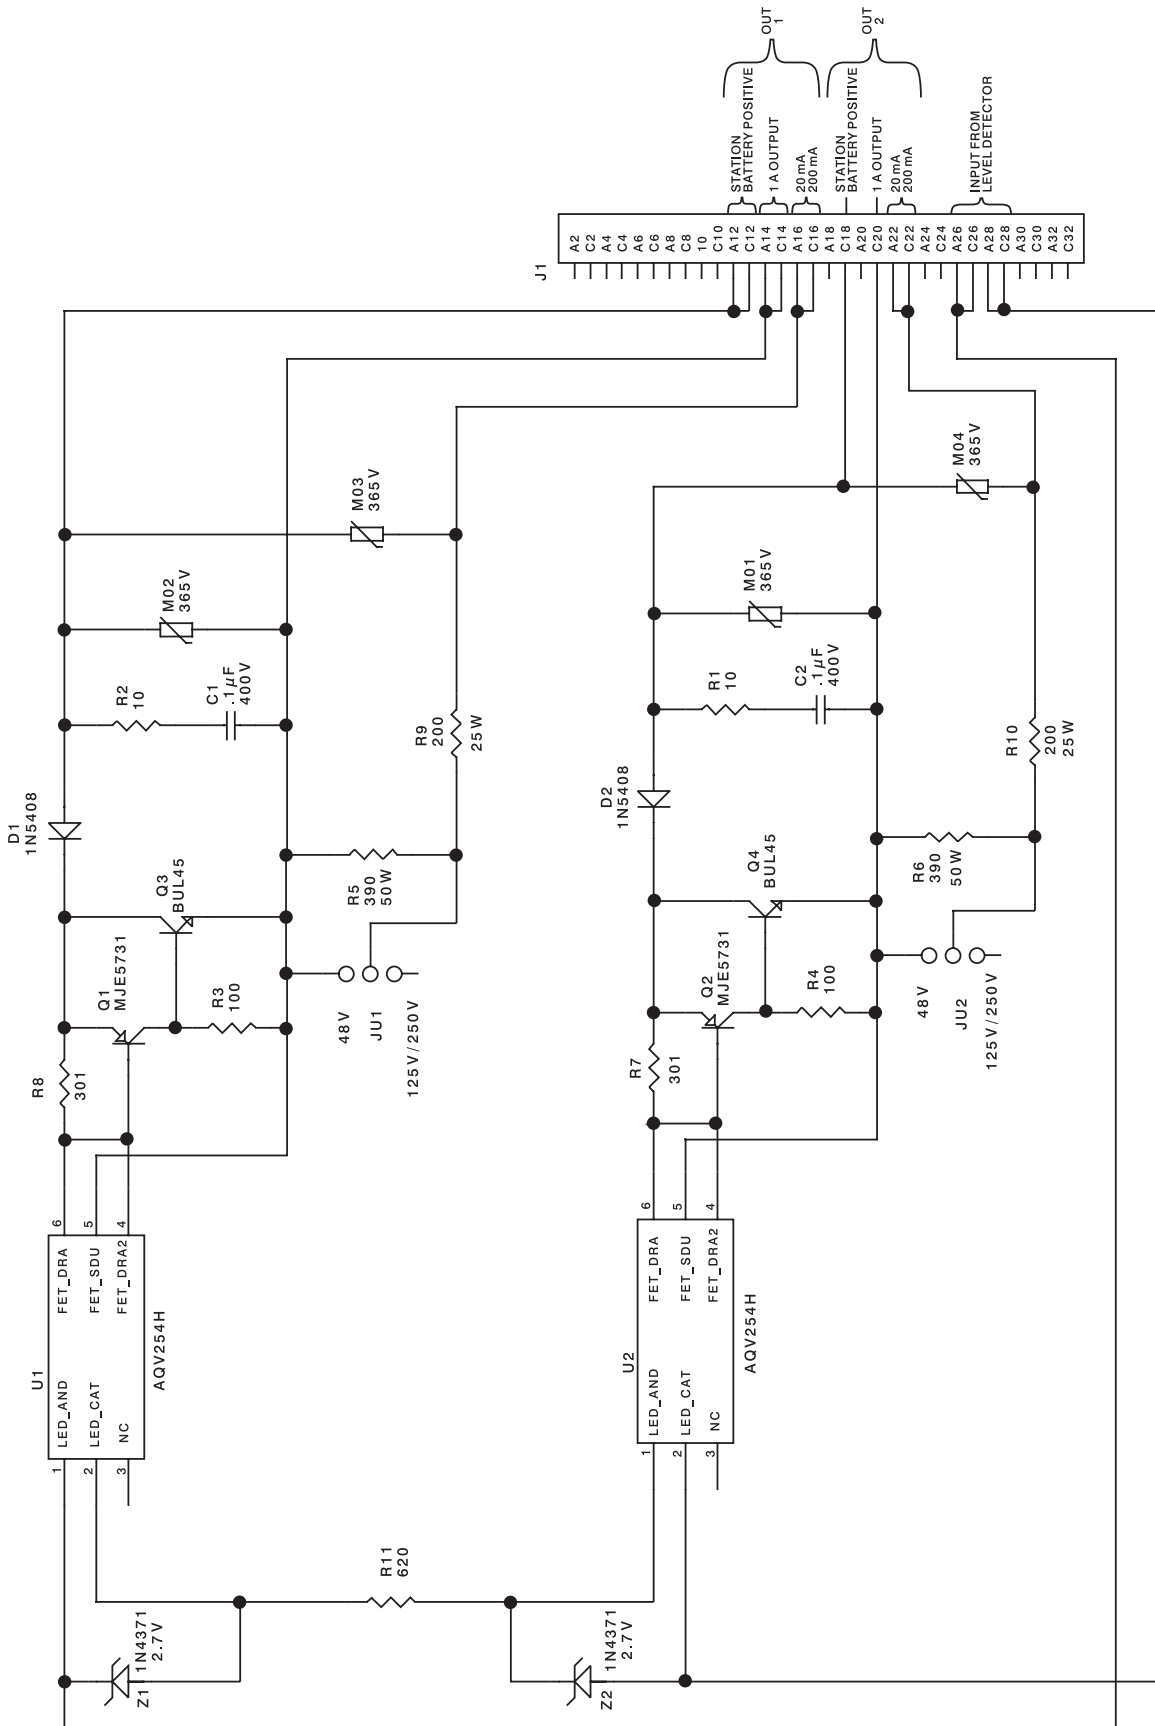 OUT
1
OUT
2
STATION
BATTERY POSITIVE
1 A OUTPUT
20 mA
200 mA
STATION
BATTERY POSITIVE
1 A OUTPUT
20 mA
200 mA
INPUT FROM
LEVEL DETECTOR
J1
A2
C2
A4
C4
A6
C6
A8
C8
10
C10
A12
C12
A14
C14
A16
C16
A18
C18
A20
C20
A22
C22
A24
C24
A26
C26
A28
C28
A30
C30
A32
C32
M03
365V
M04
365V
M02
365V
M01
365V
R2
10
C1
.1µF
400V
R1
10
C2
.1µF
400V
R9
200
25W
R10
200
25W
D1
1N5408
D2
1N5408
Q3
BUL45
R5
390
50W
Q4
BUL45
R6
390
50W
Q1
MJE5731
R3
100
48V
JU1
125V/250V
Q2
MJE5731
R4
100
48V
JU2
125V/250V
R8
301
R7
301
6
5
4
FET_DRA
FET_SDU
FET_DRA2
U1
AQV254H
LED_AND
LED_CAT
NC
1
2
3
6
5
4
FET_DRA
FET_SDU
FET_DRA2
U2
AQV254H
LED_AND
LED_CAT
NC
1
2
3
R11
620
Z1
1N4371
2.7V
Z2
1N4371
2.7V